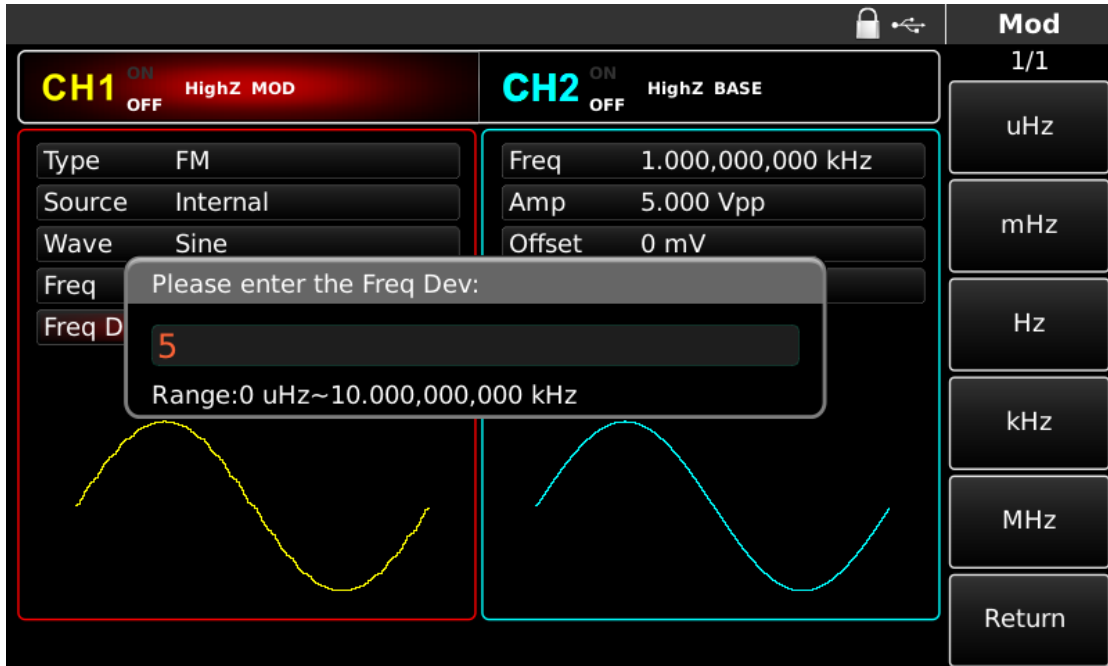 Mod
1/1
CH1 ON OFF HighZ MOD
CH2 ON OFF HighZ BASE
Type FM
Source Internal
Wave Sine
Freq
Freq D
Freq 1.000,000,000 kHz
Amp 5.000 Vpp
Offset 0 mV
Please enter the Freq Dev:
5
Range:0 uHz~10.000,000,000 kHz
uHz
mHz
Hz
kHz
MHz
Return